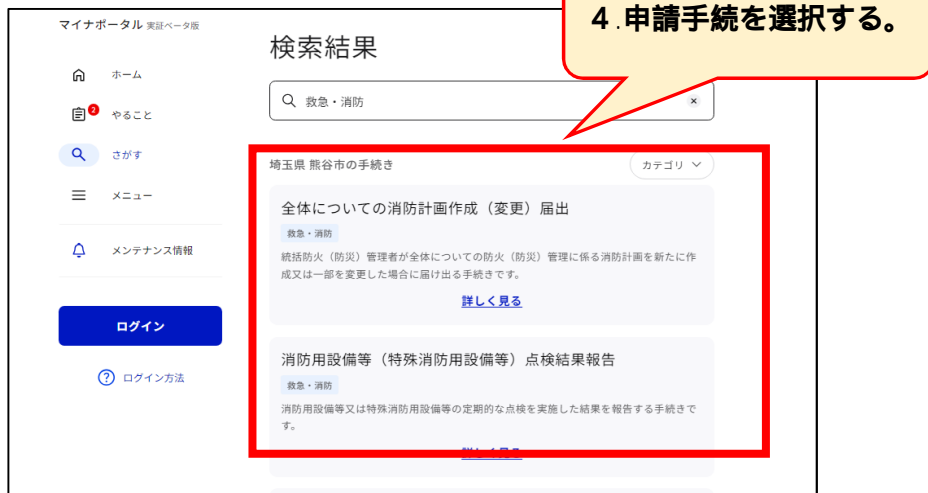 4.申請手続を選択する。
マイナポータル 実証ベータ版
ホーム
2
やること
さがす
メニュー
メンテナンス情報
ログイン
? ログイン方法
検索結果
救急・消防 ×
埼玉県 熊谷市の手続き
カテゴリ
全体についての消防計画作成（変更）届出
救急・消防
統括防火（防災）管理者が全体についての防火（防災）管理に係る消防計画を新たに作
成又は一部を変更した場合に届け出る手続きです。
詳しく見る
消防用設備等（特殊消防用設備等）点検結果報告
救急・消防
消防用設備等又は特殊消防用設備等の定期的な点検を実施した結果を報告する手続きで
す。
詳しく見る